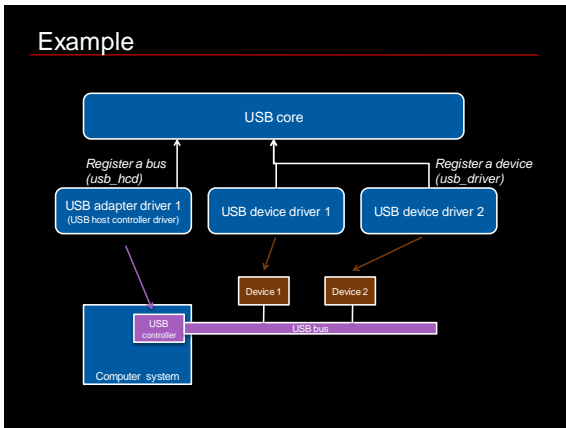 Example
USB core
Register a bus
(usb_hcd)
Register a device
(usb_driver)
USB adapter driver 1
(USB host controller driver)
USB device driver 1
USB device driver 2
Device 1
Device 2
USB
controller
USB bus
Computer system